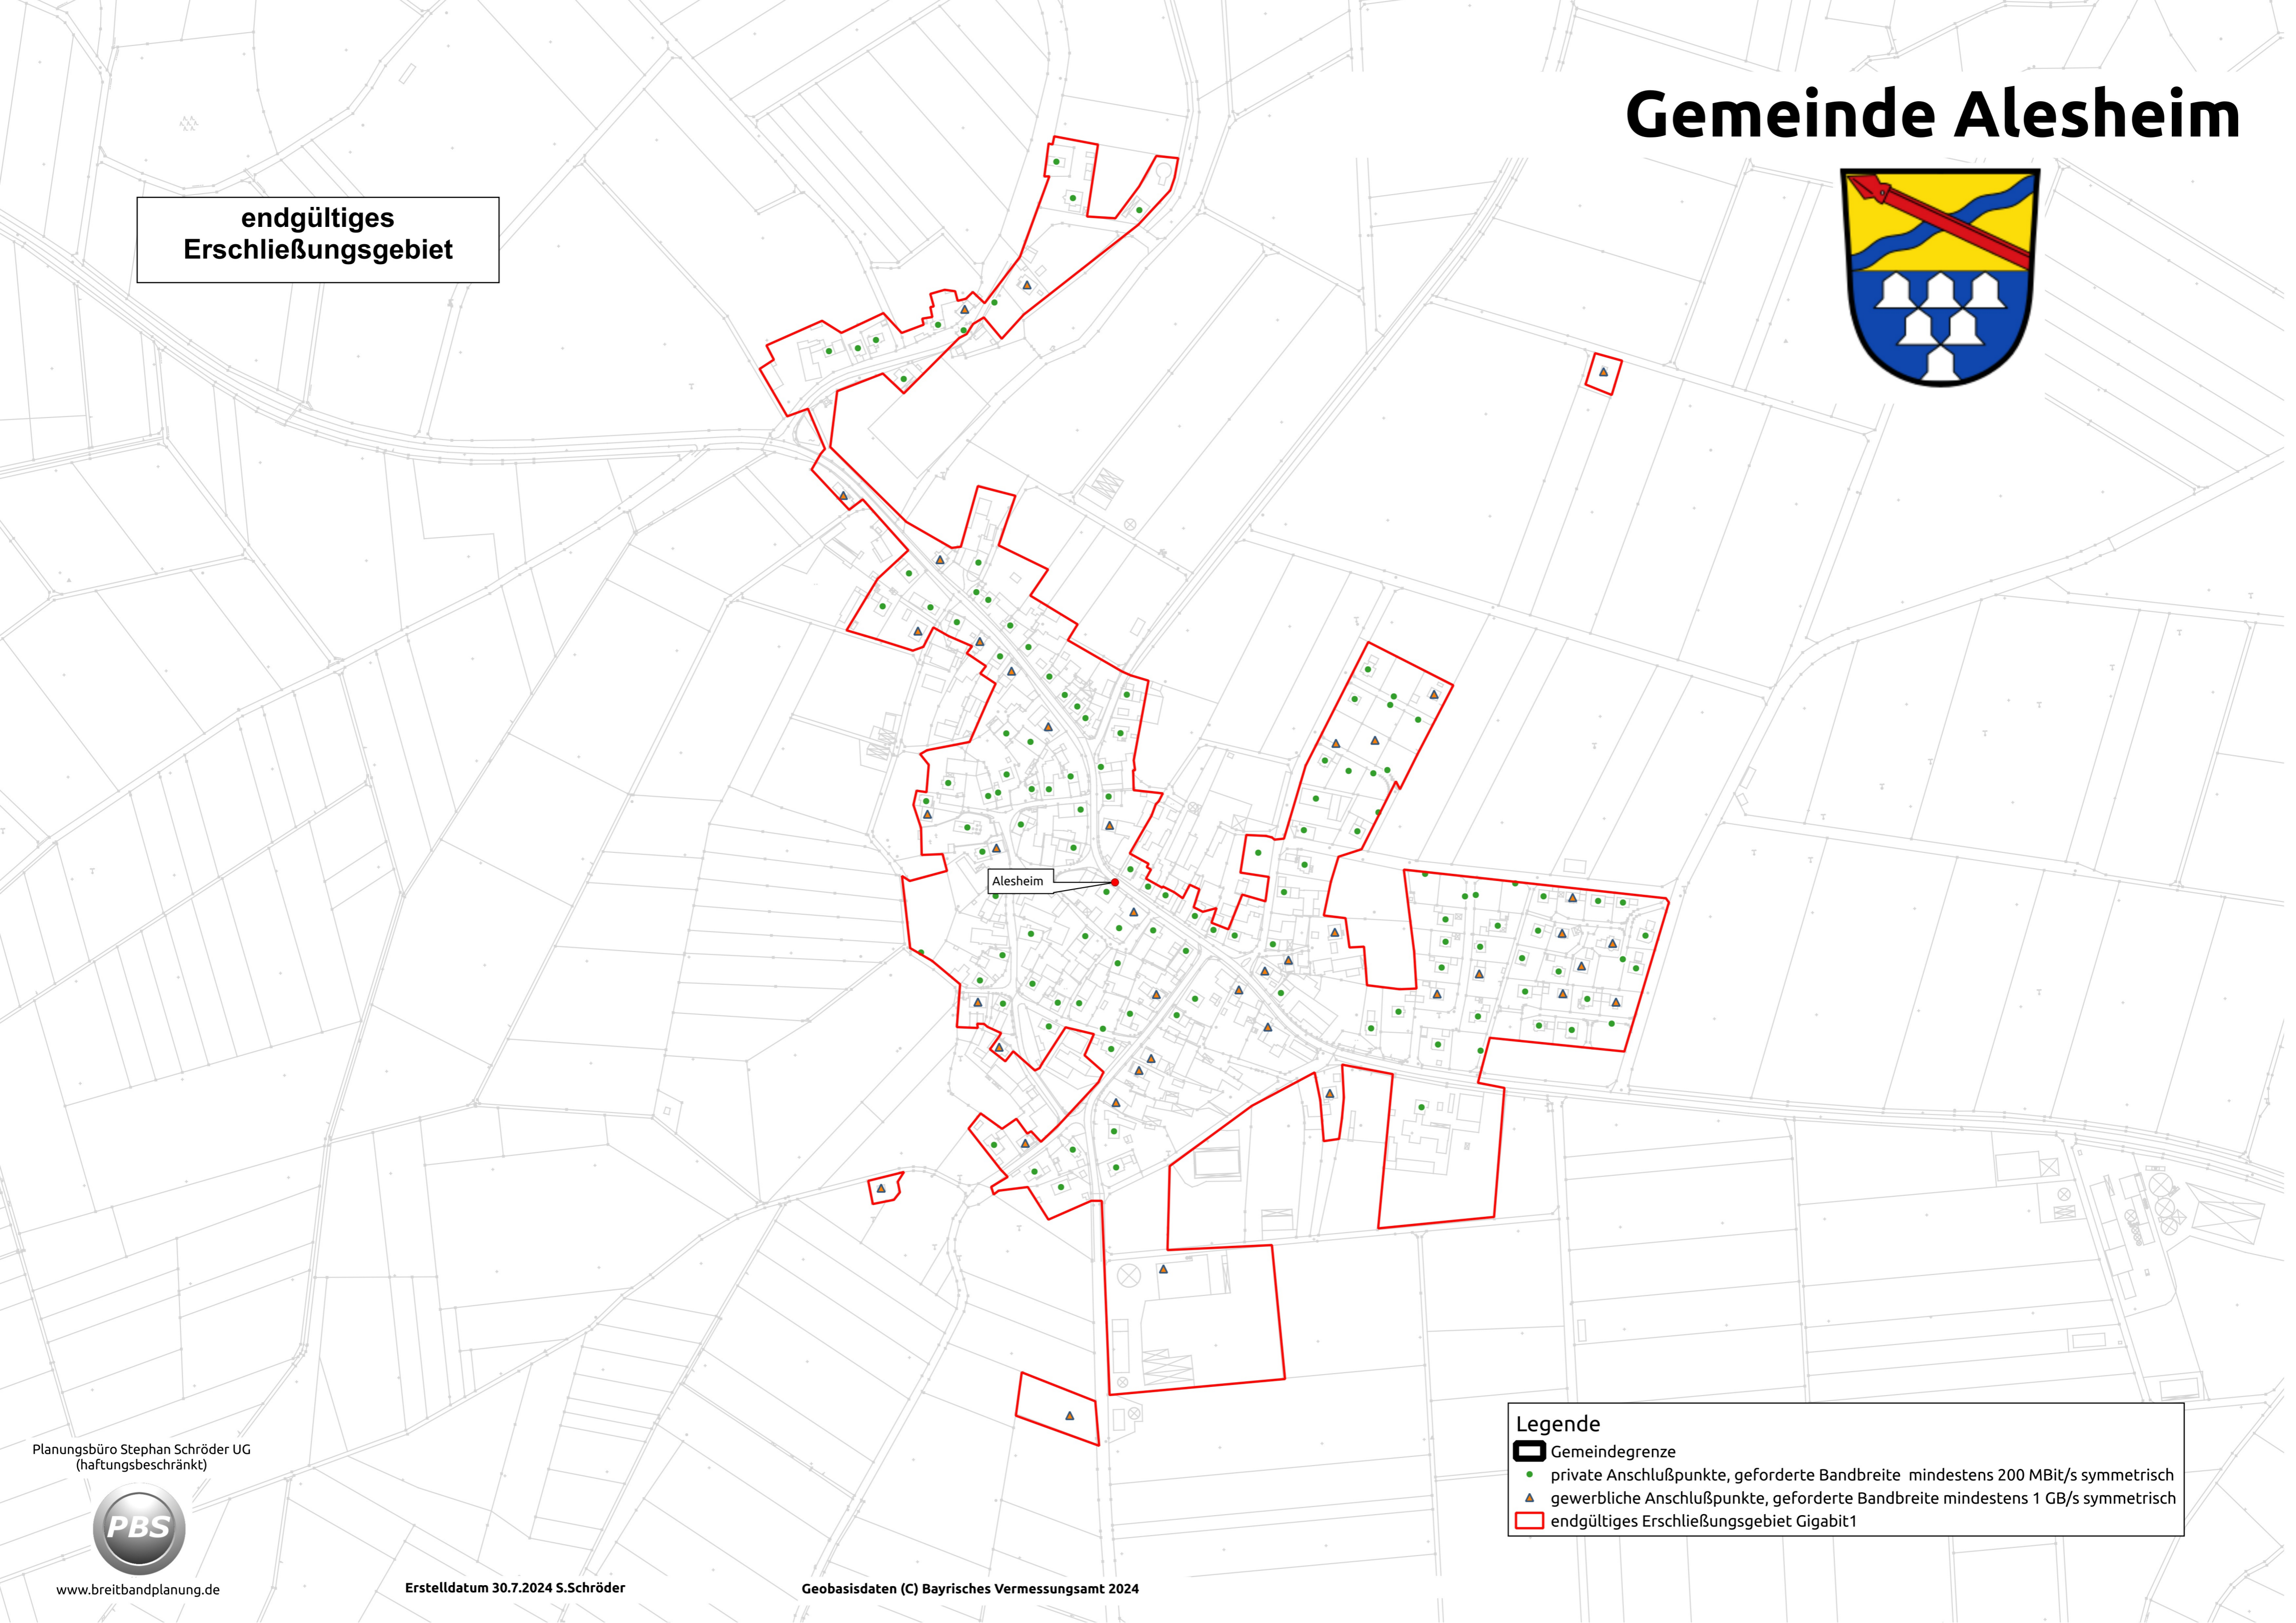 Gemeinde Alesheim
endgültiges
Erschließungsgebiet
Alesheim
Legende
Gemeindegrenze
private Anschlußpunkte, geforderte Bandbreite mindestens 200 MBit/s symmetrisch
gewerbliche Anschlußpunkte, geforderte Bandbreite mindestens 1 GB/s symmetrisch
endgültiges Erschließungsgebiet Gigabit1
Planungsbüro Stephan Schröder UG
(haftungsbeschränkt)
PBS
www.breitbandplanung.de
Erstelldatum 30.7.2024 S.Schröder
Geobasisdaten (C) Bayrisches Vermessungsamt 2024